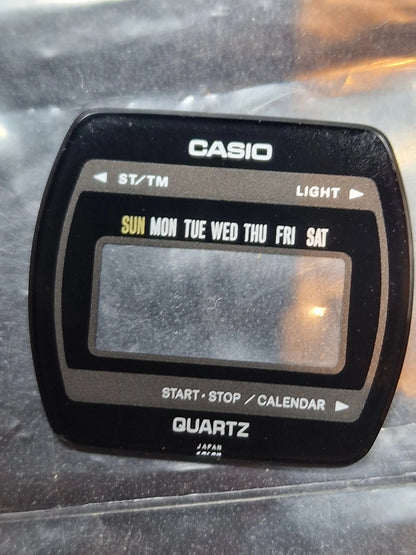 CASIO
◀ ST/TM
LIGHT ▶
SUN MON TUE WED THU FRI SAT
START·STOP / CALENDAR ▶
QUARTZ
JAPAN